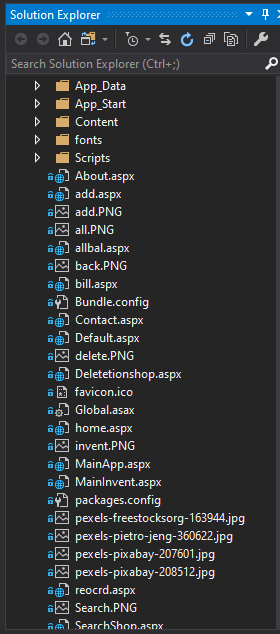 Solution Explorer
Search Solution Explorer (Ctrl+;)
App_Data
App_Start
Content
fonts
Scripts
About.aspx
add.aspx
add.PNG
all.PNG
allbal.aspx
back.PNG
bill.aspx
Bundle.config
Contact.aspx
Default.aspx
delete.PNG
Deletetionshop.aspx
favicon.ico
Global.asax
home.aspx
invent.PNG
MainApp.aspx
MainInvent.aspx
packages.config
pexels-freestocksorg-163944.jpg
pexels-pietro-jeng-360622.jpg
pexels-pixabay-207601.jpg
pexels-pixabay-208512.jpg
reocrd.aspx
Search.PNG
SearchShop.aspx